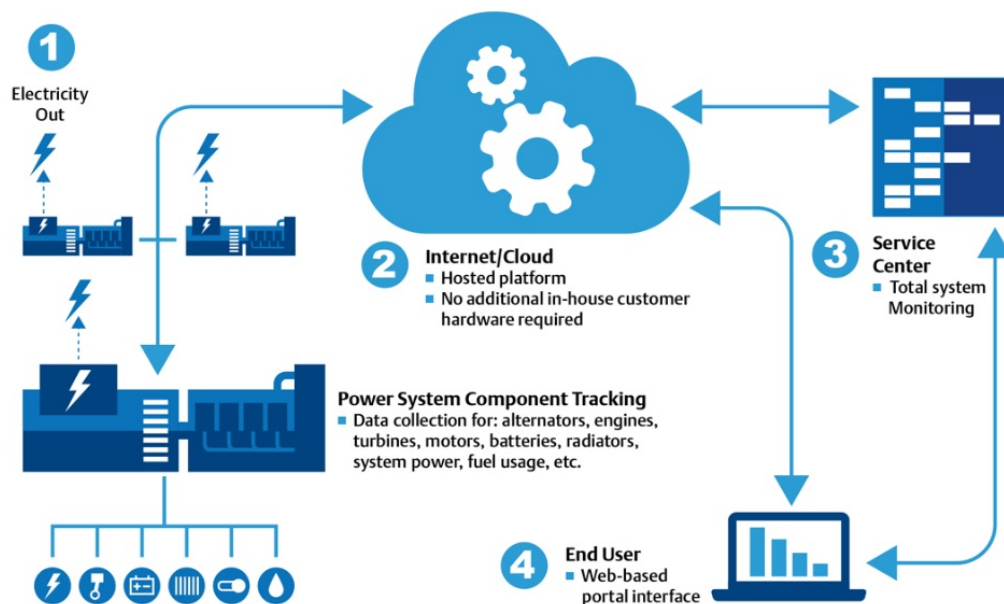 1
Electricity
Out
2
Internet/Cloud
Hosted platform
No additional in-house customer
hardware required
3
Service
Center
Total system
Monitoring
Power System Component Tracking
Data collection for: alternators, engines,
turbines, motors, batteries, radiators,
system power, fuel usage, etc.
4
End User
Web-based
portal interface